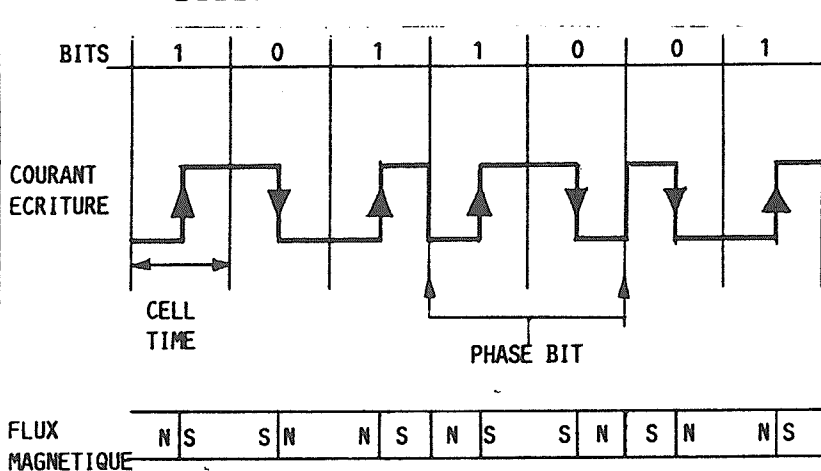 BITS 1 0 1 1 0 0 1
COURANT
ECRITURE
CELL
TIME
PHASE BIT
FLUX
MAGNETIQUE
N S S N N S N S S N S N N S